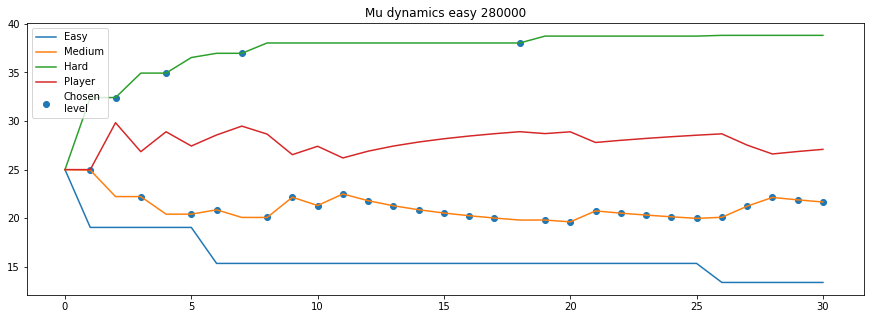 Mu dynamics easy 280000
40
35
30
25
20
15
Easy
Medium
Hard
Player
Chosen
level
0 5 10 15 20 25 30